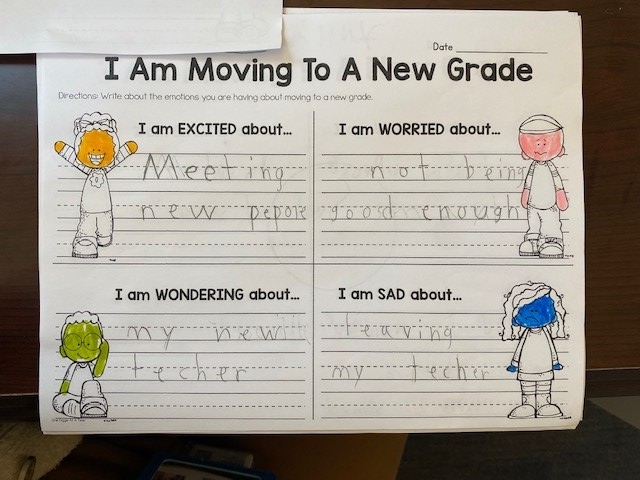 Date
I Am Moving To A New Grade
Directions: Write about the emotions you are having about moving to a new grade.
I am EXCITED about...
Meeting
new pepole
I am WORRIED about...
not being
good enough
I am WONDERING about...
my new
techer
I am SAD about...
leaving
my techer